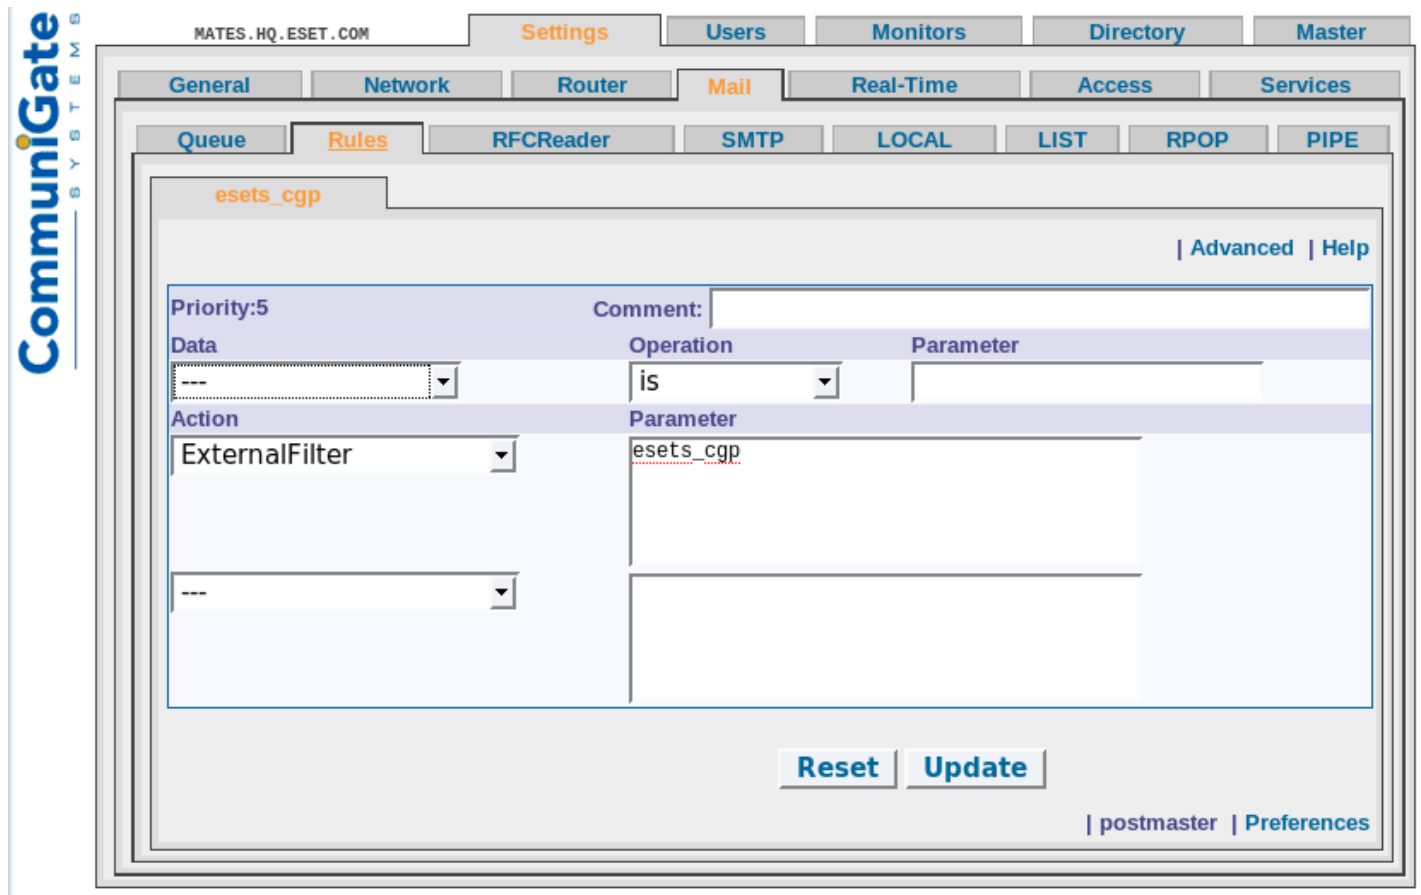 CommuniGate
SYSTEMS
MATES.HQ.ESET.COM Settings Users Monitors Directory Master
General Network Router Mail Real-Time Access Services
Queue Rules RFCReader SMTP LOCAL LIST RPOP PIPE
esets_cgp
| Advanced | Help
Priority:5 Comment:
Data Operation Parameter
--- is
Action Parameter
ExternalFilter esets_cgp
---
Reset Update
| postmaster | Preferences